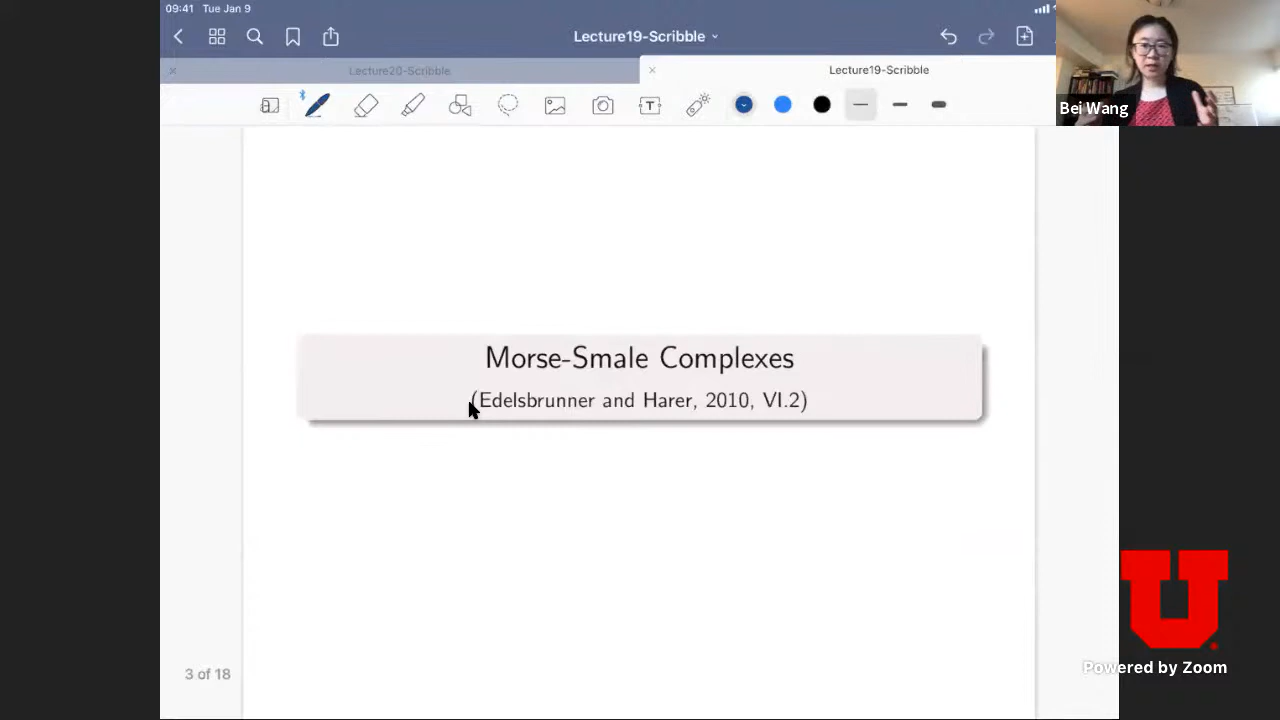 09:41 Tue Jan 9
Lecture19-Scribble
Lecture20-Scribble
Lecture19-Scribble
T
Bei Wang
Morse-Smale Complexes
(Edelsbrunner and Harer, 2010, VI.2)
3 of 18
U
Powered by Zoom